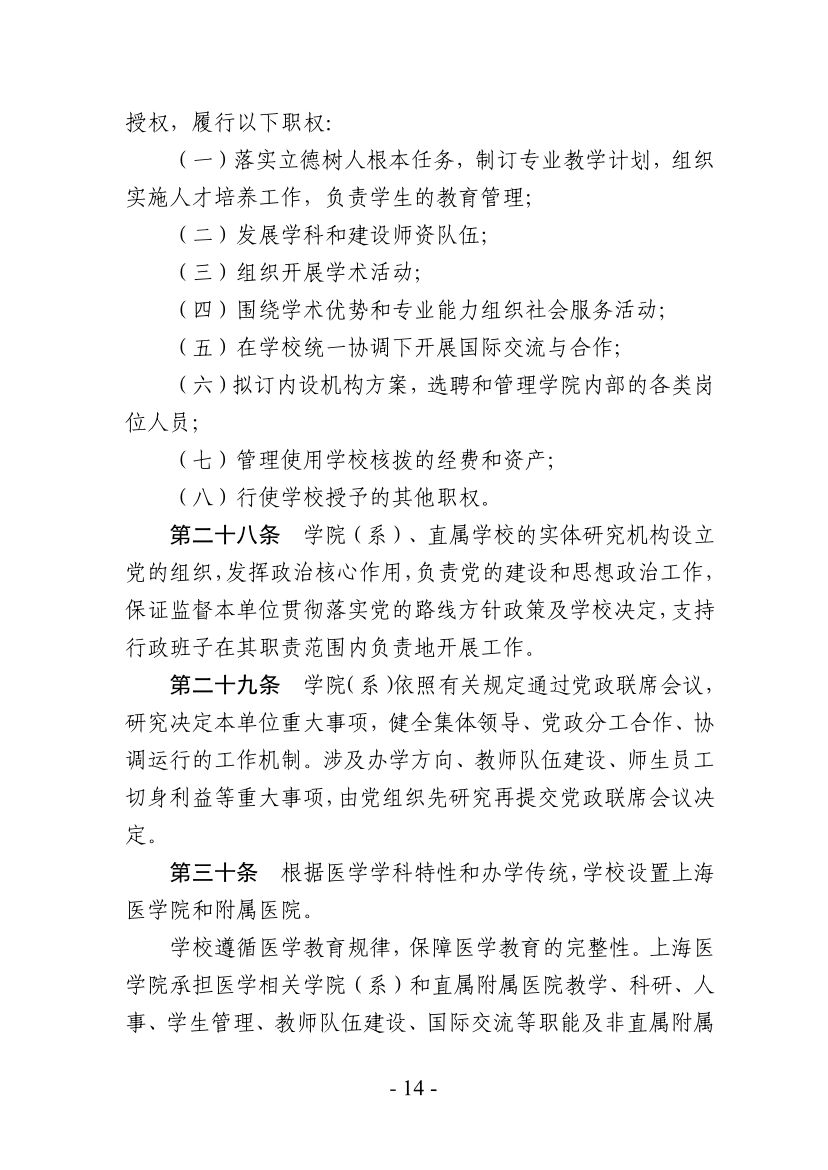 授权，履行以下职权：
（一）落实立德树人根本任务，制订专业教学计划，组织
实施人才培养工作，负责学生的教育管理；
（二）发展学科和建设师资队伍；
（三）组织开展学术活动；
（四）围绕学术优势和专业能力组织社会服务活动；
（五）在学校统一协调下开展国际交流与合作；
（六）拟订内设机构方案，选聘和管理学院内部的各类岗
位人员；
（七）管理使用学校核拨的经费和资产；
（八）行使学校授予的其他职权。
第二十八条　学院（系）、直属学校的实体研究机构设立
党的组织，发挥政治核心作用，负责党的建设和思想政治工作，
保证监督本单位贯彻落实党的路线方针政策及学校决定，支持
行政班子在其职责范围内负责地开展工作。
第二十九条　学院（系）依照有关规定通过党政联席会议，
研究决定本单位重大事项，健全集体领导、党政分工合作、协
调运行的工作机制。涉及办学方向、教师队伍建设、师生员工
切身利益等重大事项，由党组织先研究再提交党政联席会议决
定。
第三十条　根据医学学科特性和办学传统，学校设置上海
医学院和附属医院。
学校遵循医学教育规律，保障医学教育的完整性。上海医
学院承担医学相关学院（系）和直属附属医院教学、科研、人
事、学生管理、教师队伍建设、国际交流等职能及非直属附属
- 14 -